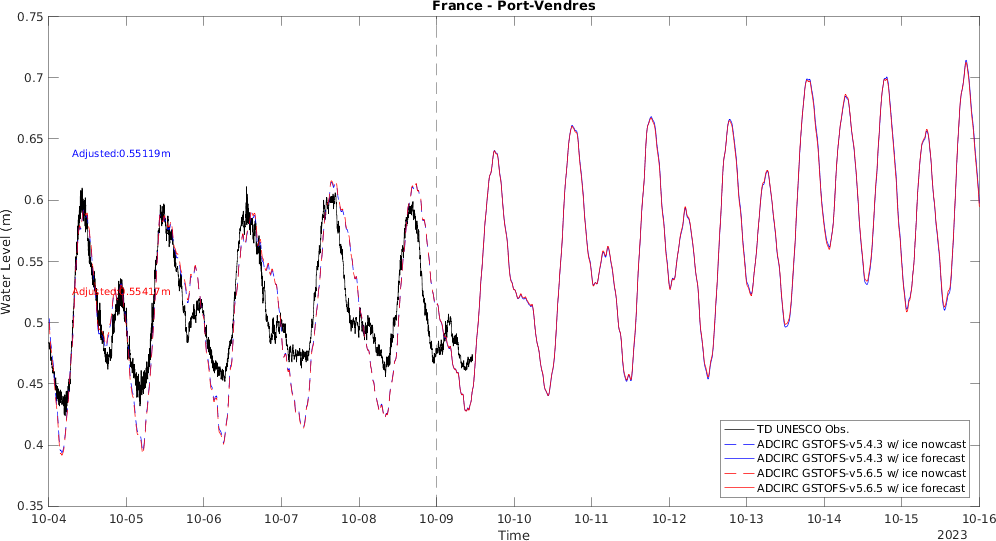 France - Port-Vendres
0.75
0.7
0.65
0.6
0.55
0.5
0.45
0.4
0.35
Water Level (m)
Adjusted:0.55119m
Adjusted:0.55417m
TD UNESCO Obs.
ADCIRC GSTOFS-v5.4.3 w/ ice nowcast
ADCIRC GSTOFS-v5.4.3 w/ ice forecast
ADCIRC GSTOFS-v5.6.5 w/ ice nowcast
ADCIRC GSTOFS-v5.6.5 w/ ice forecast
10-04 10-05 10-06 10-07 10-08 10-09 10-10 10-11 10-12 10-13 10-14 10-15 10-16
Time
2023